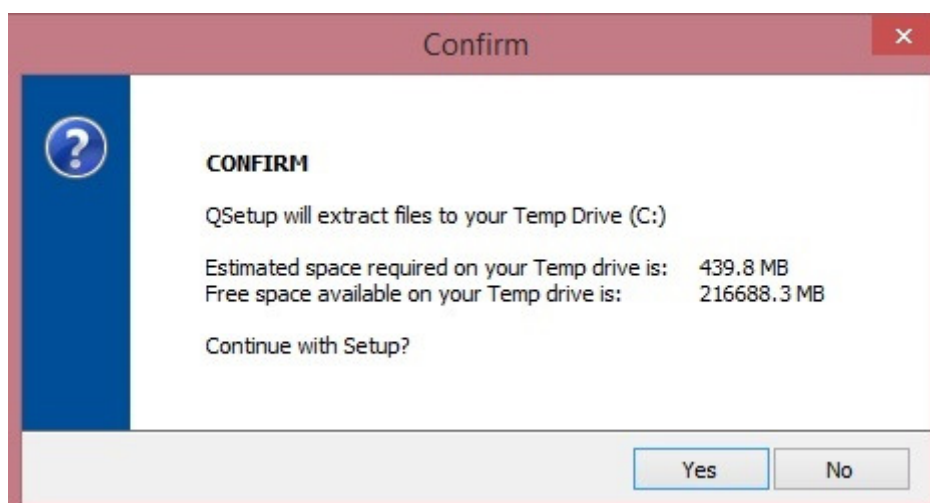 Confirm
CONFIRM
QSetup will extract files to your Temp Drive (C:)
Estimated space required on your Temp drive is: 439.8 MB
Free space available on your Temp drive is: 216688.3 MB
Continue with Setup?
Yes No